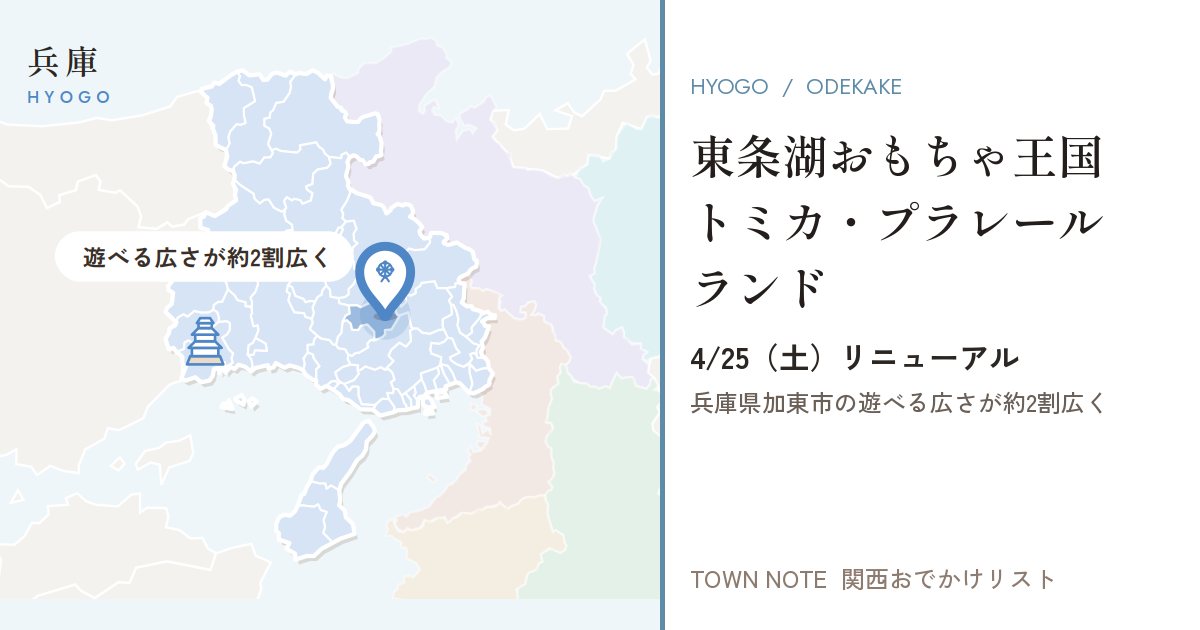 兵庫
HYOGO
遊べる広さが約2割広く
HYOGO / ODEKAKE
東条湖おもちゃ王国
トミカ・プラレール
ランド
4/25（土）リニューアル
兵庫県加東市の遊べる広さが約2割広く
TOWN NOTE 関西おでかけリスト